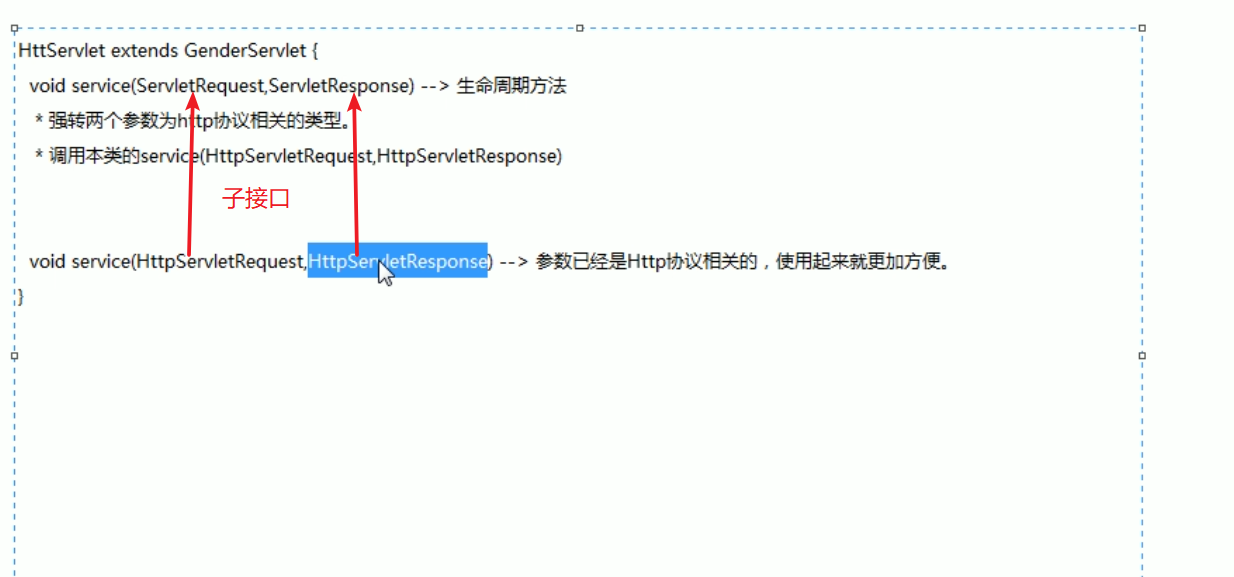 HttServlet extends GenderServlet {
void service(ServletRequest,ServletResponse) --> 生命周期方法
* 强转两个参数为http协议相关的类型。
* 调用本类的service(HttpServletRequest,HttpServletResponse)
子接口
void service(HttpServletRequest,HttpServletResponse) --> 参数已经是Http协议相关的，使用起来就更加方便。
}